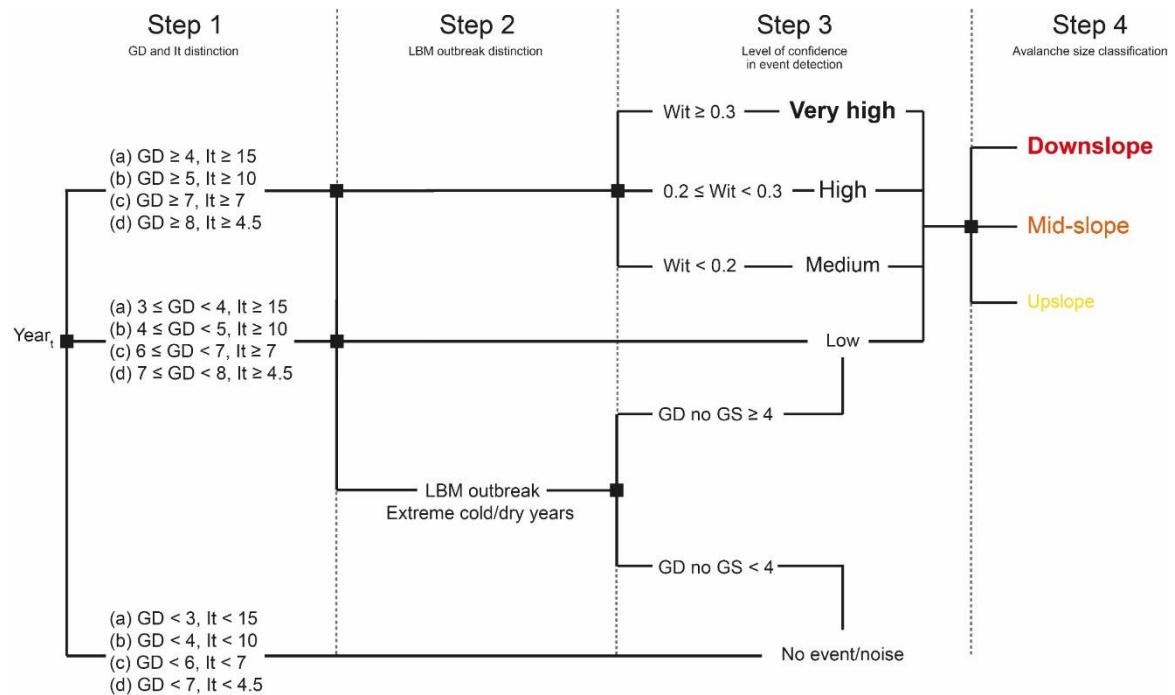 Step 1
GD and It distinction
Step 2
LBM outbreak distinction
Step 3
Level of confidence
in event detection
Step 4
Avalanche size classification
(a) GD ≥ 4, It ≥ 15
(b) GD ≥ 5, It ≥ 10
(c) GD ≥ 7, It ≥ 7
(d) GD ≥ 8, It ≥ 4.5
Wit ≥ 0.3
Very high
0.2 ≤ Wit < 0.3
High
Wit < 0.2
Medium
Downslope
Mid-slope
Upslope
Yeart
(a) 3 ≤ GD < 4, It ≥ 15
(b) 4 ≤ GD < 5, It ≥ 10
(c) 6 ≤ GD < 7, It ≥ 7
(d) 7 ≤ GD < 8, It ≥ 4.5
Low
GD no GS ≥ 4
LBM outbreak
Extreme cold/dry years
GD no GS < 4
(a) GD < 3, It < 15
(b) GD < 4, It < 10
(c) GD < 6, It < 7
(d) GD < 7, It < 4.5
No event/noise